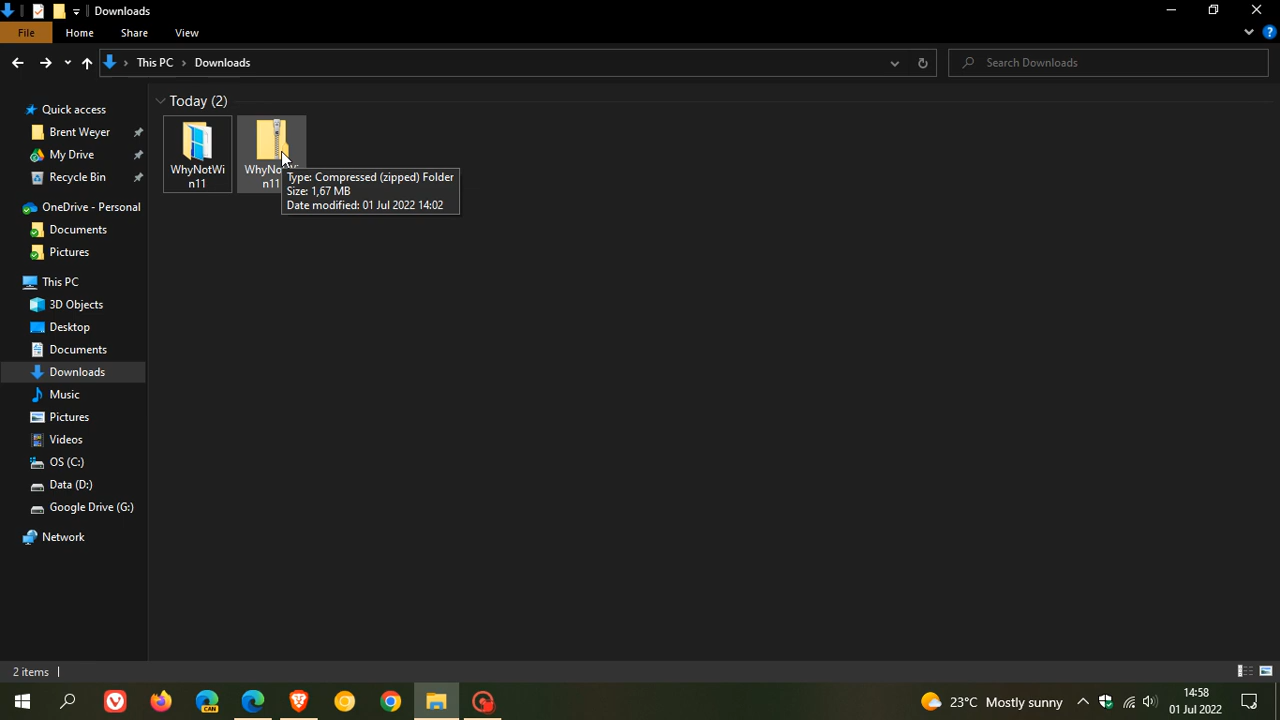 Downloads
File
Home
Share
View
This PC
Downloads
Search Downloads
Quick access
Brent Weyer
My Drive
Recycle Bin
OneDrive - Personal
Documents
Pictures
This PC
3D Objects
Desktop
Documents
Downloads
Music
Pictures
Videos
OS (C:)
Data (D:)
Google Drive (G:)
Network
Today (2)
WhyNotWi
n11
WhyNotWi
n11
Type: Compressed (zipped) Folder
Size: 1,67 MB
Date modified: 01 Jul 2022 14:02
2 items
CAN
23°C Mostly sunny
14:58
01 Jul 2022